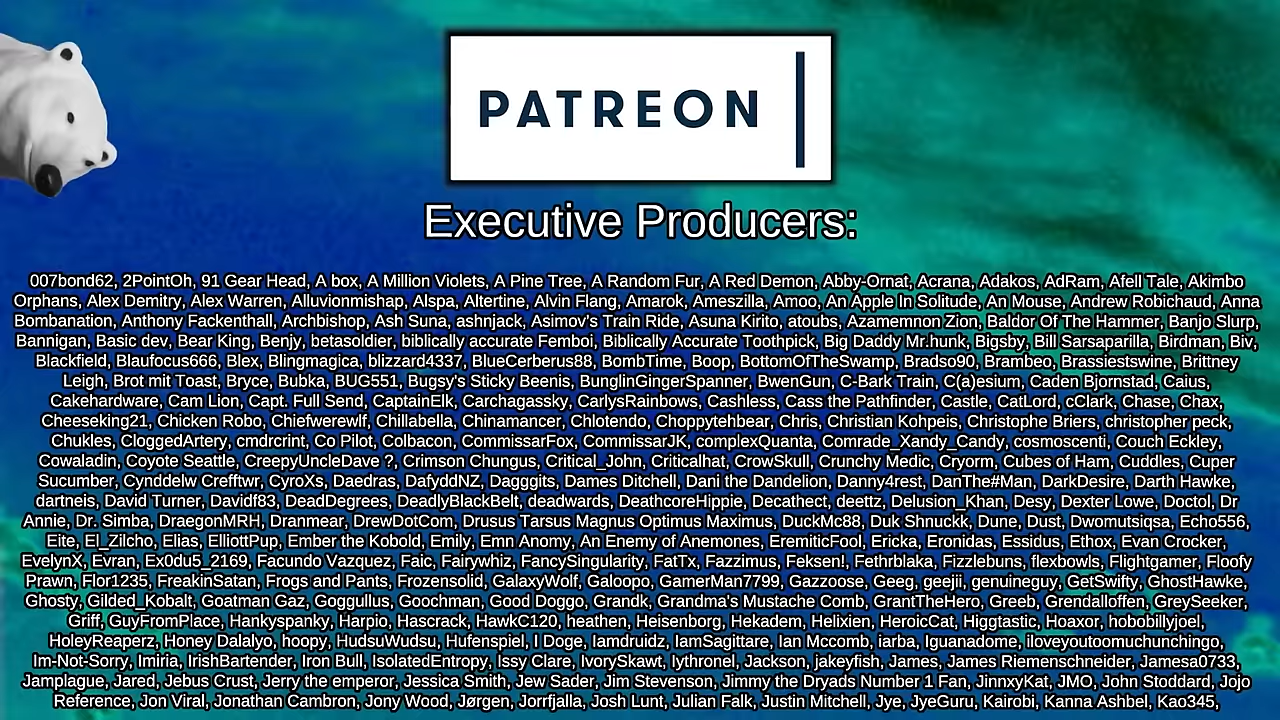 PATREON
Executive Producers:
007bond62, 2PointOh, 91 Gear Head, A box, A Million Violets, A Pine Tree, A Random Fur, A Red Demon, Abby-Ornat, Acrana, Adakos, AdRam, Afell Tale, Akimbo
Orphans, Alex Demitry, Alex Warren, Alluvionmishap, Alspa, Altertine, Alvin Flang, Amarok, Ameszilla, Amoo, An Apple In Solitude, An Mouse, Andrew Robichaud, Anna
Bombanation, Anthony Fackenthall, Archbishop, Ash Suna, ashnjack, Asimov's Train Ride, Asuna Kirito, atoubs, Azamemnon Zion, Baldor Of The Hammer, Banjo Slurp,
Bannigan, Basic dev, Bear King, Benjy, betasoldier, biblically accurate Femboi, Biblically Accurate Toothpick, Big Daddy Mr.hunk, Bigsby, Bill Sarsaparilla, Birdman, Biv,
Blackfield, Blaufocus666, Blex, Blingmagica, blizzard4337, BlueCerberus88, BombTime, Boop, BottomOfTheSwamp, Bradso90, Brambeo, Brassiestswine, Brittney
Leigh, Brot mit Toast, Bryce, Bubka, BUG551, Bugsy's Sticky Beenis, BunglinGingerSpanner, BwenGun, C-Bark Train, C(a)esium, Caden Bjornstad, Caius,
Cakehardware, Cam Lion, Capt. Full Send, CaptainElk, Carchagassky, CarlysRainbows, Cashless, Cass the Pathfinder, Castle, CatLord, cClark, Chase, Chax,
Cheeseking21, Chicken Robo, Chiefwerewlf, Chillabella, Chinamancer, Chlotendo, Choppytehbear, Chris, Christian Kohpeis, Christophe Briers, christopher peck,
Chukles, CloggedArtery, cmdrcrint, Co Pilot, Colbacon, CommissarFox, CommissarJK, complexQuanta, Comrade_Xandy_Candy, cosmoscenti, Couch Eckley,
Cowaladin, Coyote Seattle, CreepyUncleDave ?, Crimson Chungus, Critical_John, Criticalhat, CrowSkull, Crunchy Medic, Cryorm, Cubes of Ham, Cuddles, Cuper
Sucumber, Cynddelw Crefftwr, CyroXs, Daedras, DafyddNZ, Dagggits, Dames Ditchell, Dani the Dandelion, Danny4rest, DanThe#Man, DarkDesire, Darth Hawke,
dartneis, David Turner, Davidf83, DeadDegrees, DeadlyBlackBelt, deadwards, DeathcoreHippie, Decathect, deettz, Delusion_Khan, Desy, Dexter Lowe, Doctol, Dr
Annie, Dr. Simba, DraegonMRH, Dranmear, DrewDotCom, Drusus Tarsus Magnus Optimus Maximus, DuckMc88, Duk Shnuckk, Dune, Dust, Dwomutsiqsa, Echo556,
Eite, El_Zilcho, Elias, ElliottPup, Ember the Kobold, Emily, Emn Anomy, An Enemy of Anemones, EremiticFool, Ericka, Eronidas, Essidus, Ethox, Evan Crocker,
EvelynX, Evran, Ex0du5_2169, Facundo Vazquez, Faic, Fairywhiz, FancySingularity, FatTx, Fazzimus, Feksen!, Fethrblaka, Fizzlebuns, flexbowls, Flightgamer, Floofy
Prawn, Flor1235, FreakinSatan, Frogs and Pants, Frozensolid, GalaxyWolf, Galoopo, GamerMan7799, Gazzoose, Geeg, geejii, genuineguy, GetSwifty, GhostHawke,
Ghosty, Gilded_Kobalt, Goatman Gaz, Goggullus, Goochman, Good Doggo, Grandk, Grandma's Mustache Comb, GrantTheHero, Greeb, Grendalloffen, GreySeeker,
Griff, GuyFromPlace, Hankyspanky, Harpio, Hascrack, HawkC120, heathen, Heisenborg, Hekadem, Helixien, HeroicCat, Higgtastic, Hoaxor, hobobillyjoel,
HoleyReaperz, Honey Dalalyo, hoopy, HudsuWudsu, Hufenspiel, I Doge, Iamdruidz, IamSagittare, Ian Mccomb, iarba, Iguanadome, iloveyoutoomuchunchingo,
Im-Not-Sorry, Imiria, IrishBartender, Iron Bull, IsolatedEntropy, Issy Clare, IvorySkawt, Iythronel, Jackson, jakeyfish, James, James Riemenschneider, Jamesa0733,
Jamplague, Jared, Jebus Crust, Jerry the emperor, Jessica Smith, Jew Sader, Jim Stevenson, Jimmy the Dryads Number 1 Fan, JinnxyKat, JMO, John Stoddard, Jojo
Reference, Jon Viral, Jonathan Cambron, Jony Wood, Jørgen, Jorrfjalla, Josh Lunt, Julian Falk, Justin Mitchell, Jye, JyeGuru, Kairobi, Kanna Ashbel, Kao345,